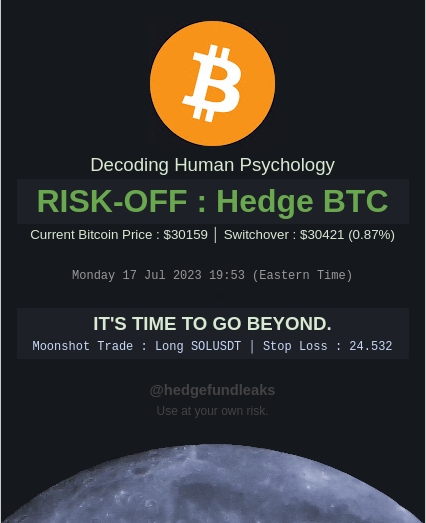 Decoding Human Psychology
RISK-OFF : Hedge BTC
Current Bitcoin Price : $30159 | Switchover : $30421 (0.87%)
Monday 17 Jul 2023 19:53 (Eastern Time)
IT'S TIME TO GO BEYOND.
Moonshot Trade : Long SOLUSDT | Stop Loss : 24.532
@hedgefundleaks
Use at your own risk.